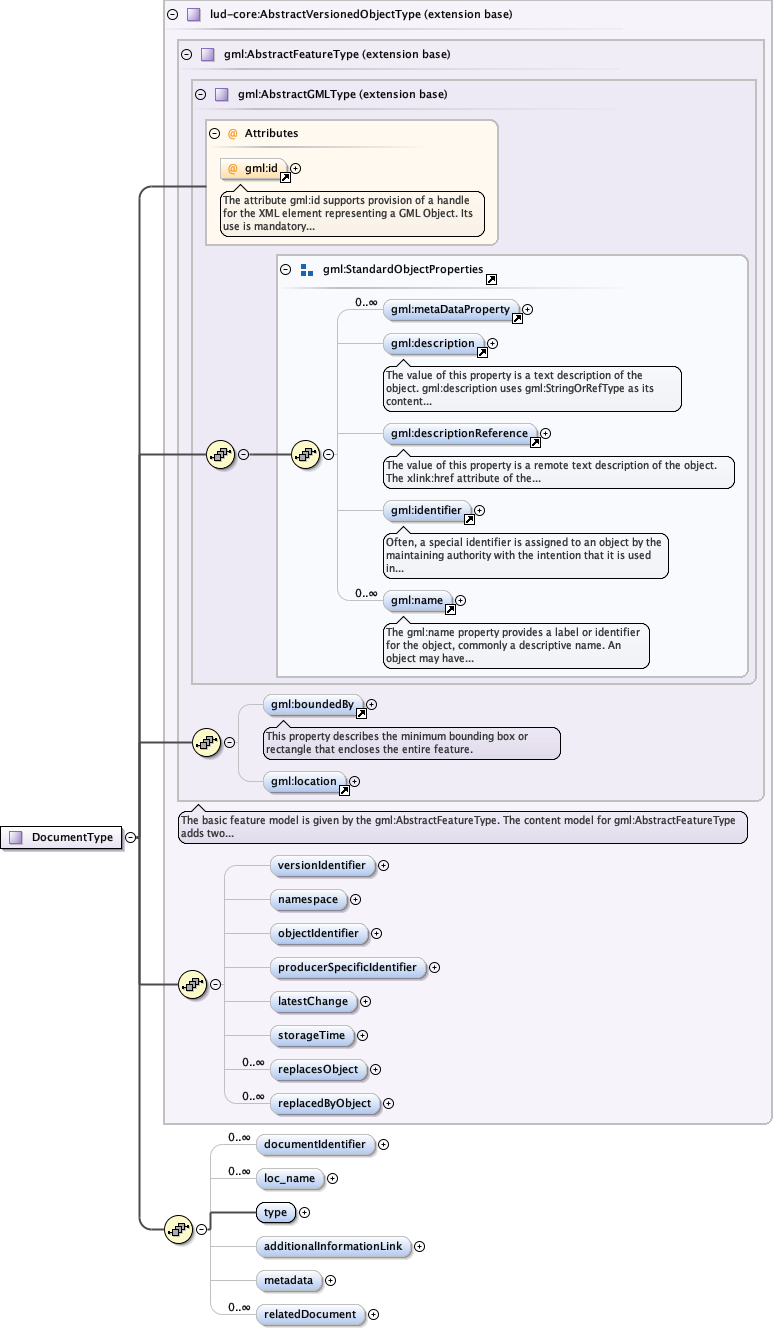 lud-core:AbstractVersionedObjectType (extension base)
gml:AbstractFeatureType (extension base)
gml:AbstractGMLType (extension base)
@ Attributes
@ gml:id
The attribute gml:id supports provision of a handle
for the XML element representing a GML Object. Its
use is mandatory...
gml:StandardObjectProperties
0..∞
gml:metaDataProperty
gml:description
The value of this property is a text description of the
object. gml:description uses gml:StringOrRefType as its
content...
gml:descriptionReference
The value of this property is a remote text description of the object.
The xlink:href attribute of the...
gml:identifier
Often, a special identifier is assigned to an object by the
maintaining authority with the intention that it is used
in...
0..∞
gml:name
The gml:name property provides a label or identifier
for the object, commonly a descriptive name. An
object may have...
gml:boundedBy
This property describes the minimum bounding box or
rectangle that encloses the entire feature.
gml:location
The basic feature model is given by the gml:AbstractFeatureType. The content model for gml:AbstractFeatureType
adds two...
DocumentType
versionIdentifier
namespace
objectIdentifier
producerSpecificIdentifier
latestChange
storageTime
0..∞
replacesObject
0..∞
replacedByObject
0..∞
documentIdentifier
0..∞
loc_name
type
additionalInformationLink
metadata
0..∞
relatedDocument